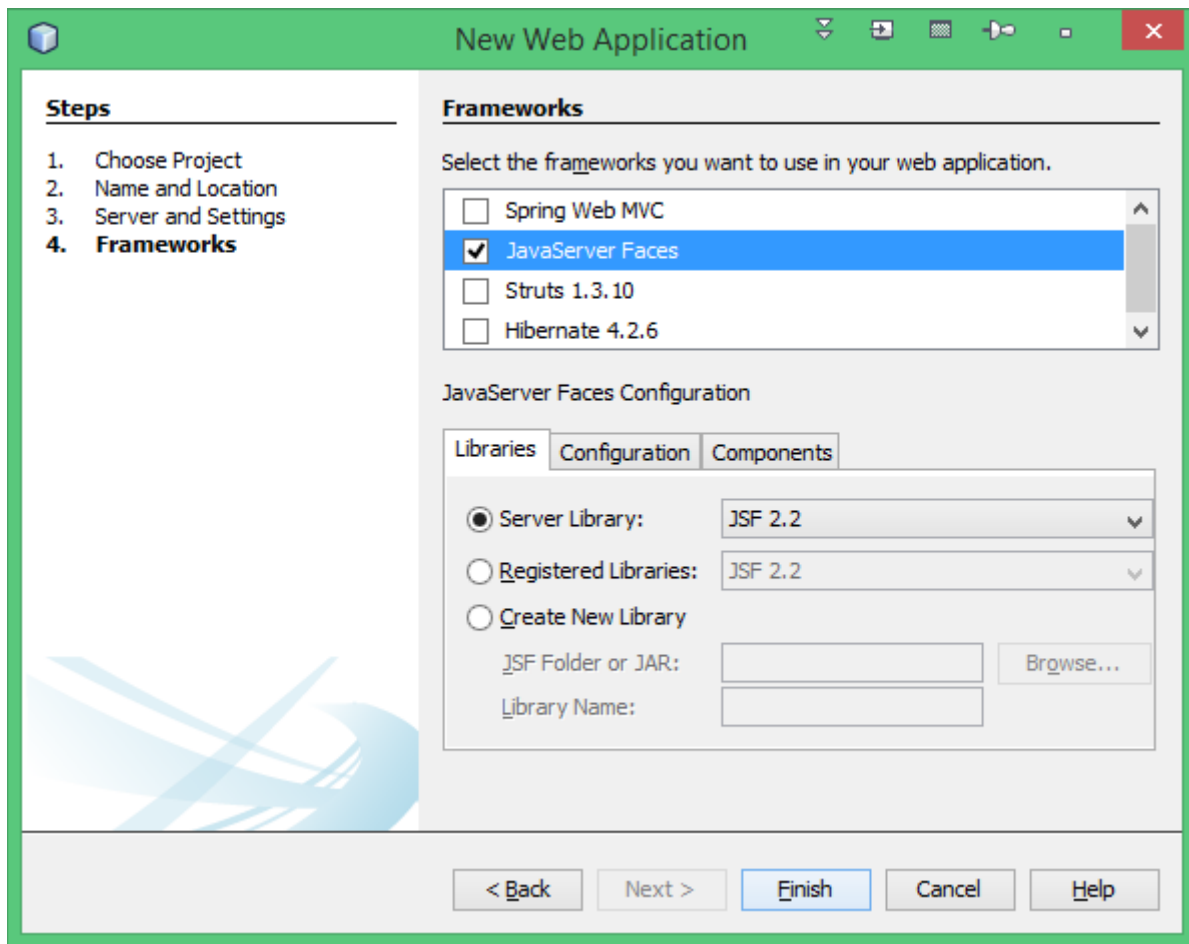 New Web Application
Steps
1. Choose Project
2. Name and Location
3. Server and Settings
4. Frameworks
Frameworks
Select the frameworks you want to use in your web application.
Spring Web MVC
JavaServer Faces
Struts 1.3.10
Hibernate 4.2.6
JavaServer Faces Configuration
Libraries Configuration Components
Server Library: JSF 2.2
Registered Libraries: JSF 2.2
Create New Library
JSF Folder or JAR: Browse...
Library Name:
< Back Next > Finish Cancel Help